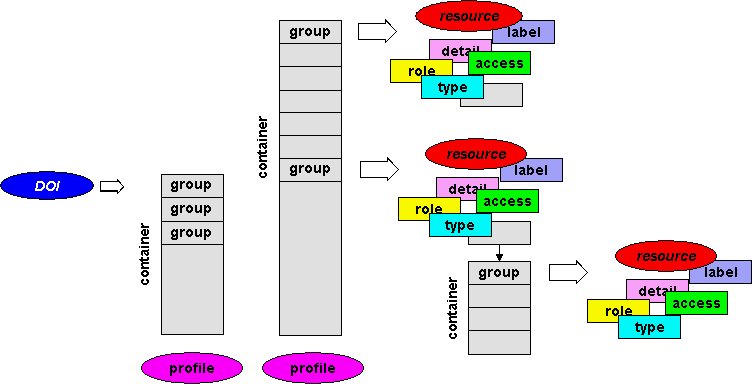 DOI
group
group
group
container
profile
group
group
container
profile
resource
label
detail
access
role
type
resource
label
detail
access
role
type
group
container
resource
label
detail
access
role
type